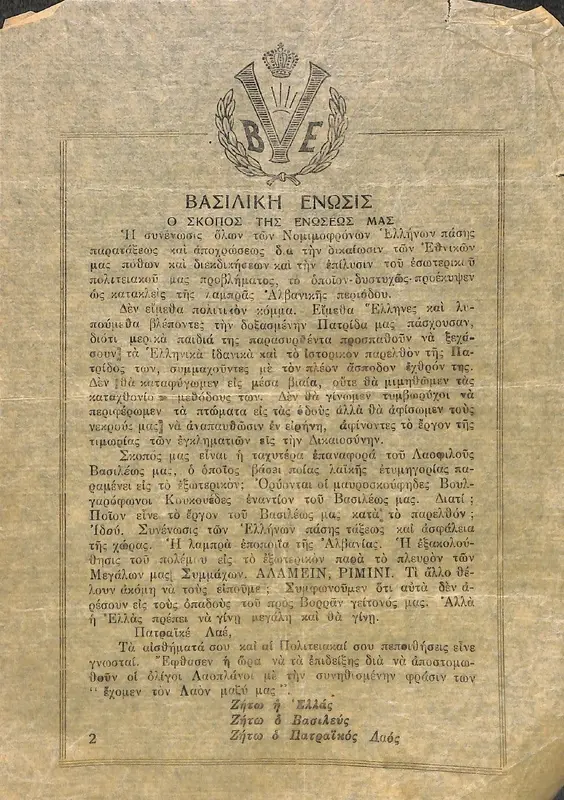 Β Ε
ΒΑΣΙΛΙΚΗ ΕΝΩΣΙΣ
Ο ΣΚΟΠΟΣ ΤΗΣ ΕΝΩΣΕΩΣ ΜΑΣ
Ἡ συνένωσις ὅλων τῶν Νομιμοφρόνων Ἑλλήνων πάσης
παρατάξεως καὶ ἀποχρώσεως δ.ια τὴν δικαίωσιν τῶν Ἐθνικῶν
μας πόθων καὶ διεκδικήσεων καὶ τὴν ἐπίλυσιν τοῦ ἐσωτερικοῦ
πολιτειακοῦ μας προβλήματος, τὸ ὁποῖον-δυστυχῶς-προέκυψεν
ὡς κατακλεὶς τῆς λαμπρᾶς Ἀλβανικῆς περιόδου.
Δὲν εἵμεθα πολιτικὸν κόμμα. Εἵμεθα Ἕλληνες καὶ λυ-
πούμεθα βλέποντες τὴν δοξασμένην Πατρίδα μας πάσχουσαν,
διότι μερικὰ παιδιά της παρασυρθέντα προσπαθοῦν νὰ ξεχά-
σουν τὰ Ἑλληνικὰ ἰδανικὰ καὶ τὸ ἱστορικὸν παρελθὸν τῆς Πα-
τρίδος των, συμμαχοῦντες μὲ τὸν πλέον ἄσπονδον ἐχθρόν της.
Δὲν θὰ καταφύγωμεν εἰς μέσα βίαια, οὔτε θὰ μιμηθῶμεν τὰς
καταχθονίο μεθόδους των. Δὲν θὰ γίνωμεν τυμβωρύχοι νὰ
περιφέρωμεν τὰ πτώματα εἰς τὰς ὁδοὺς ἀλλὰ θὰ ἀφίσωμεν τοὺς
νεκρούς μας νὰ ἀναπαυθῶσιν ἐν εἰρήνῃ, ἀφίνοντες τὸ ἔργον τῆς
τιμωρίας τῶν ἐγκληματιῶν εἰς τὴν Δικαιοσύνην.
Σκοπός μας εἶναι ἡ ταχυτέρα ἐπαναφορὰ τοῦ Λαοφιλοῦς
Βασιλέως μας, ὁ ὁποῖος βάσει ποίας λαϊκῆς ἐτυμηγορίας πα-
ραμένει εἰς τὸ ἐξωτερικόν; Ὀρύονται οἱ μαυροσκούφηδες Βουλ-
γαρόφωνοι Κουκουέδες ἐναντίον τοῦ Βασιλέως μας. Διατί;
Ποῖον εἶνε τὸ ἔργον τοῦ Βασιλέως μας κατὰ τὸ παρελθόν;
Ἰδού. Συνένωσις τῶν Ἑλλήνων πάσης τάξεως καὶ ἀσφάλεια
τῆς χώρας. Ἡ λαμπρὰ ἐποποιΐα τῆς Ἀλβανίας. Ἡ ἐξακολού-
θησις τοῦ πολέμου εἰς τὸ ἐξωτερικὸν παρὰ τὸ πλευρὸν τῶν
Μεγάλων μας Συμμάχων. ΑΛΑΜΕΙΝ, ΡΙΜΙΝΙ. Τὶ ἄλλο θέ-
λουν ἀκόμη νὰ τοὺς εἰποῦμε; Συμφωνοῦμεν ὅτι αὐτὰ δὲν ἀ-
ρέσουν εἰς τοὺς ὀπαδοὺς τοῦ πρὸς Βορρᾶν γείτονός μας. Ἀλλὰ
ἡ Ἑλλὰς πρέπει νὰ γίνῃ μεγάλη καὶ θὰ γίνῃ.
Πατραϊκὲ Λαέ,
Τὰ αἰσθήματά σου καὶ αἱ Πολιτειακαί σου πεποιθήσεις εἶνε
γνωσταί. Ἔφθασεν ἡ ὥρα νὰ τὰ ἐπιδείξῃς διὰ νὰ ἀποστομω-
θοῦν οἱ ὀλίγοι Λαοπλάνοι μὲ τὴν συνηθισμένην φράσιν των
" ἔχομεν τὸν Λαὸν μαζύ μας ".
Ζήτω ἡ Ἑλλάς
Ζήτω ὁ Βασιλεύς
Ζήτω ὁ Πατραϊκὸς Λαός
2